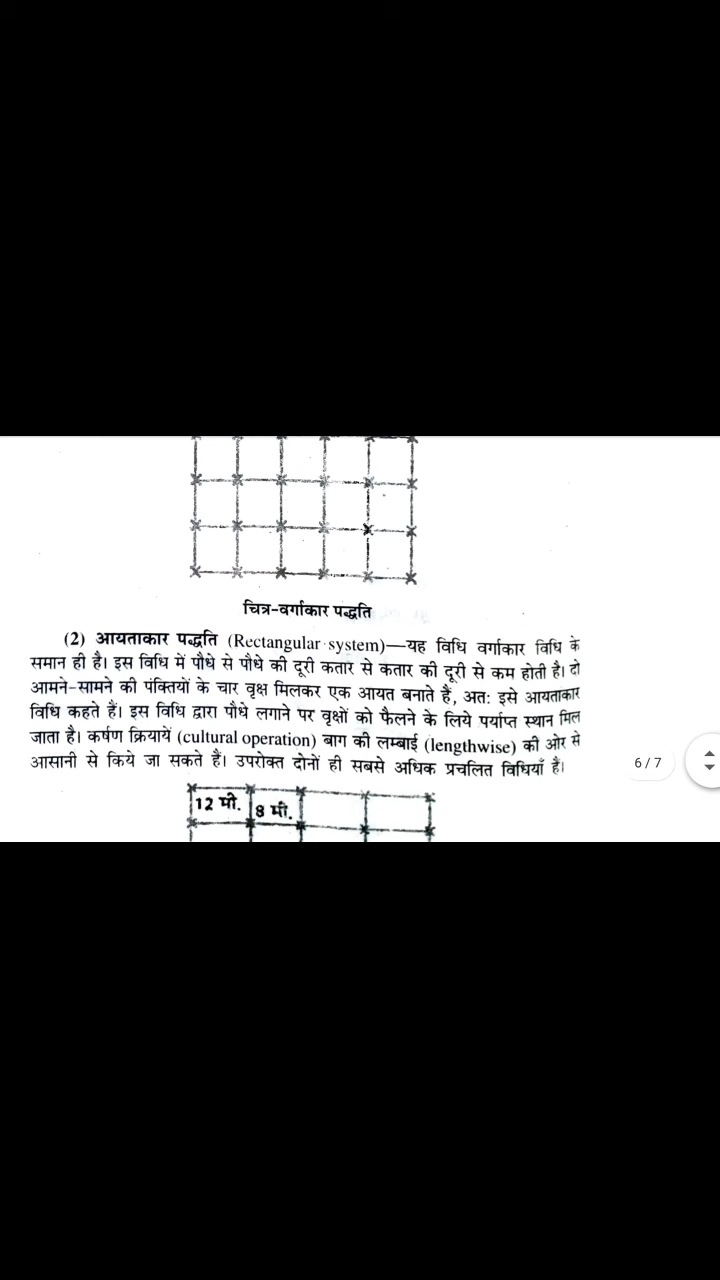 चित्र-वर्गाकार पद्धति
(2) आयताकार पद्धति (Rectangular system)—यह विधि वर्गाकार विधि के
समान ही है। इस विधि में पौधे से पौधे की दूरी कतार से कतार की दूरी से कम होती है। दो
आमने-सामने की पंक्तियों के चार वृक्ष मिलकर एक आयत बनाते हैं, अत: इसे आयताकार
विधि कहते हैं। इस विधि द्वारा पौधे लगाने पर वृक्षों को फैलने के लिये पर्याप्त स्थान मिल
जाता है। कर्षण क्रियायें (cultural operation) बाग की लम्बाई (lengthwise) की ओर से
आसानी से किये जा सकते हैं। उपरोक्त दोनों ही सबसे अधिक प्रचलित विधियाँ हैं।
6/7
12 मी. 8 मी.